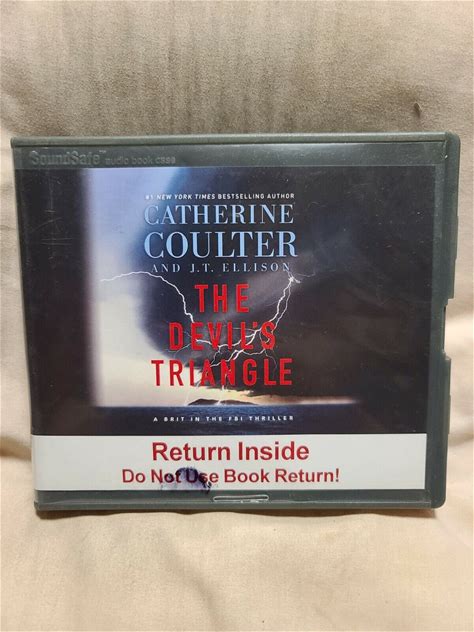 SoundSafe™ audio book case
#1 NEW YORK TIMES BESTSELLING AUTHOR
CATHERINE
COULTER
AND J.T. ELLISON
THE
DEVIL'S
TRIANGLE
A BRIT IN THE FBI THRILLER
Return Inside
Do Not Use Book Return!